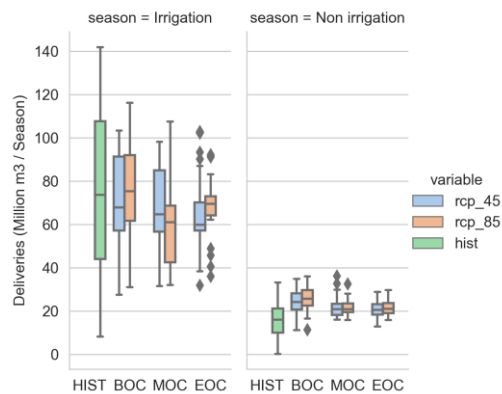 season = Irrigation
season = Non irrigation
Deliveries (Million m3 / Season)
140
120
100
80
60
40
20
0
HIST BOC MOC EOC
HIST BOC MOC EOC
variable
rcp_45
rcp_85
hist